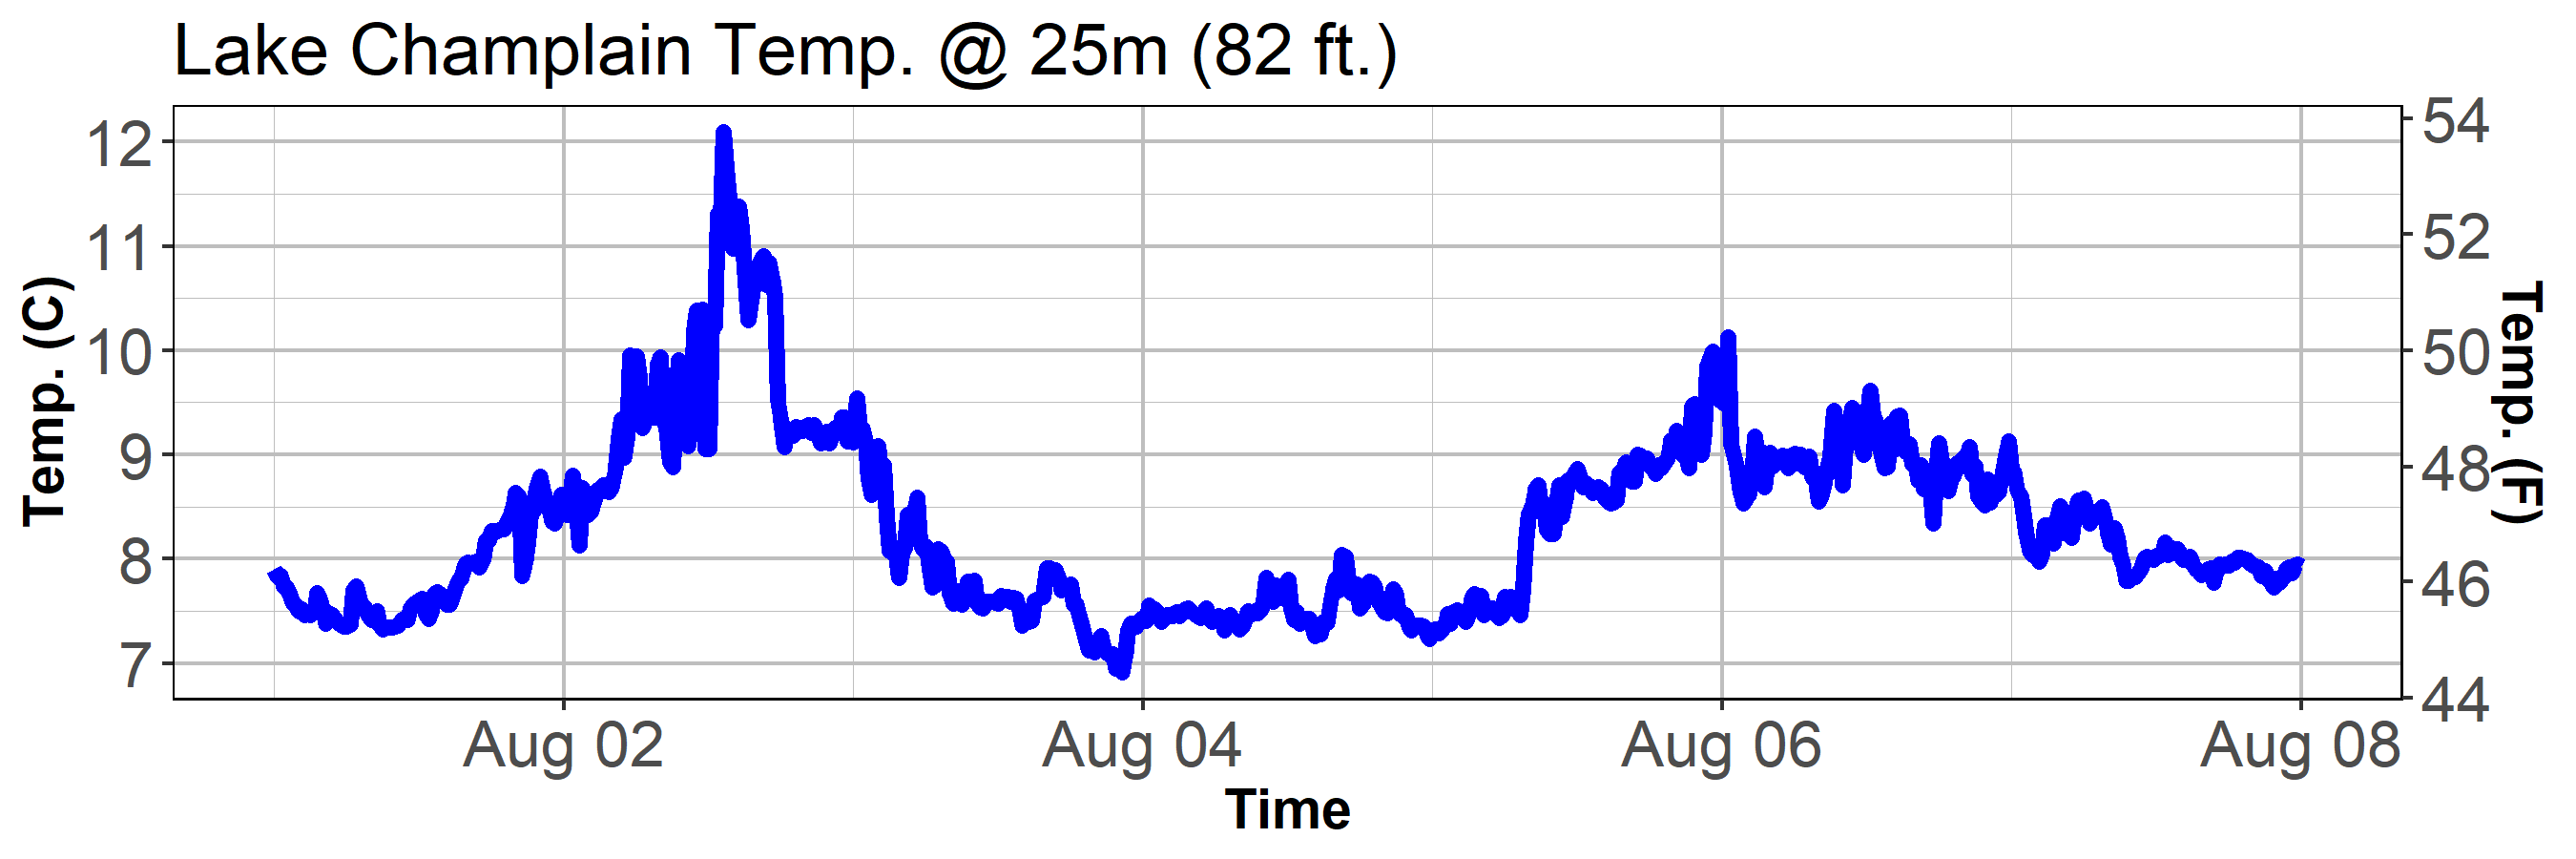 Lake Champlain Temp. @ 25m (82 ft.)
Temp. (C)
12
11
10
9
8
7
54
52
50
48
46
44
Temp. (F)
Aug 02
Aug 04
Aug 06
Aug 08
Time